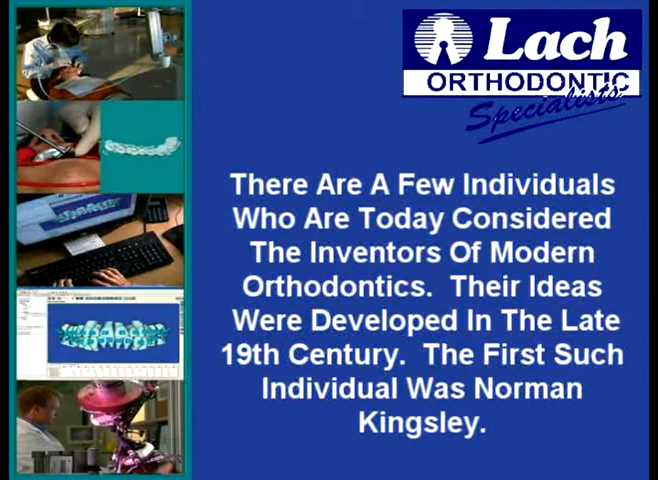 Lach
ORTHODONTIC
Specialists
There Are A Few Individuals
Who Are Today Considered
The Inventors Of Modern
Orthodontics. Their Ideas
Were Developed In The Late
19th Century. The First Such
Individual Was Norman
Kingsley.